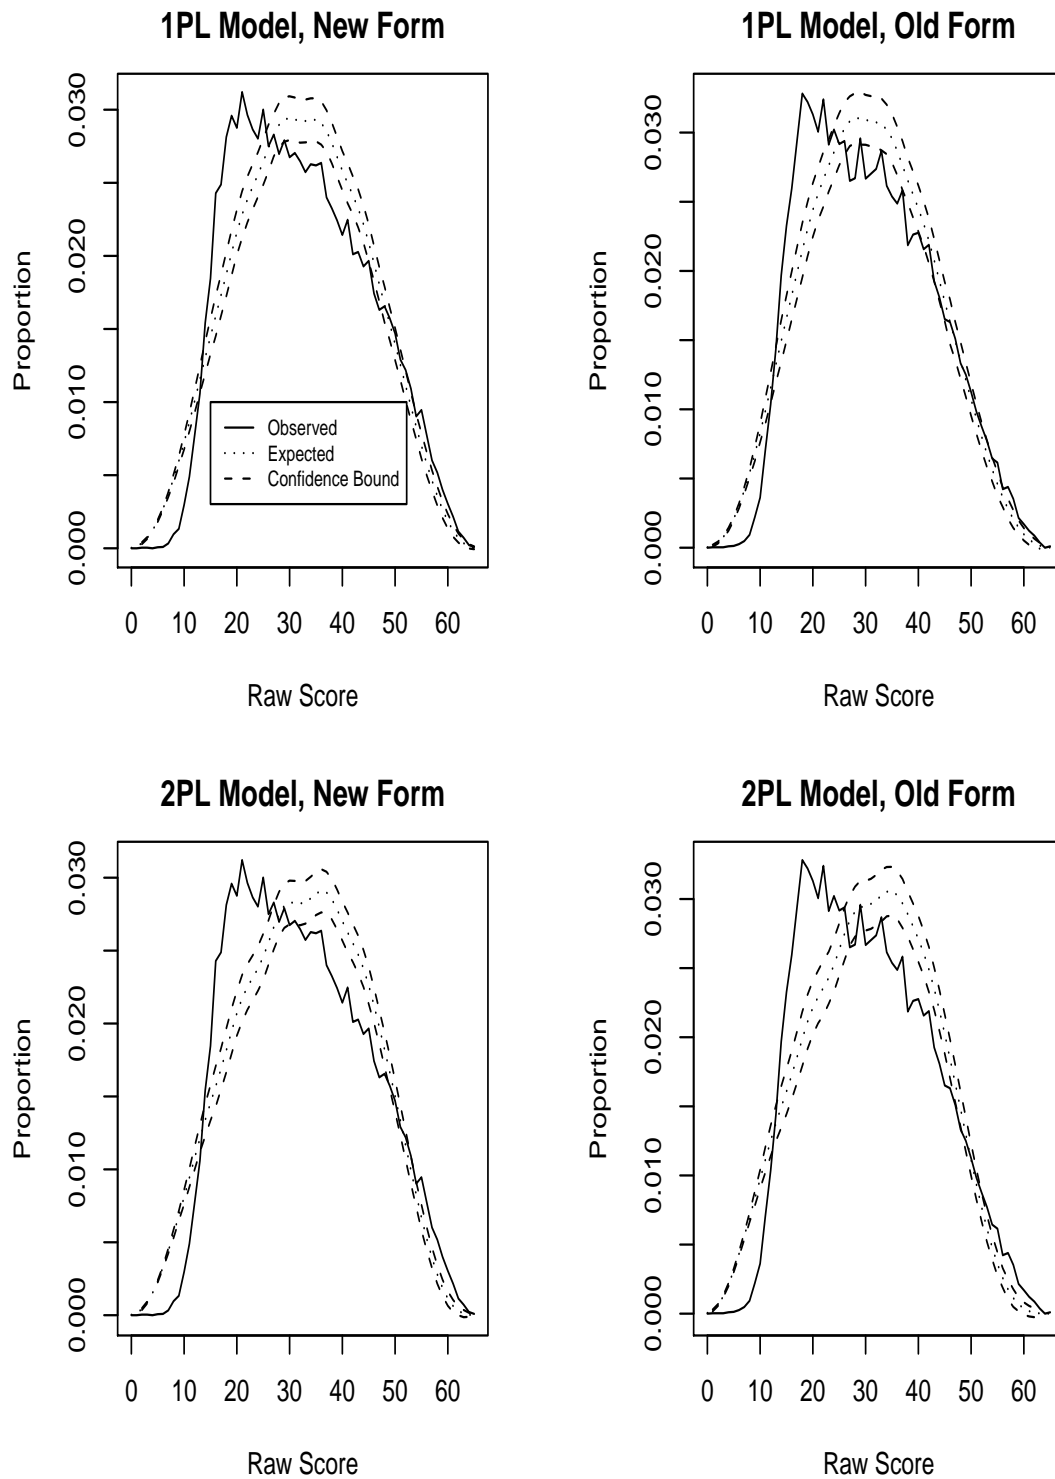 1PL Model, New Form
Proportion
0.030
0.020
0.010
0.000
Observed
Expected
Confidence Bound
0 10 20 30 40 50 60
Raw Score
1PL Model, Old Form
Proportion
0.030
0.020
0.010
0.000
0 10 20 30 40 50 60
Raw Score
2PL Model, New Form
Proportion
0.030
0.020
0.010
0.000
0 10 20 30 40 50 60
Raw Score
2PL Model, Old Form
Proportion
0.030
0.020
0.010
0.000
0 10 20 30 40 50 60
Raw Score